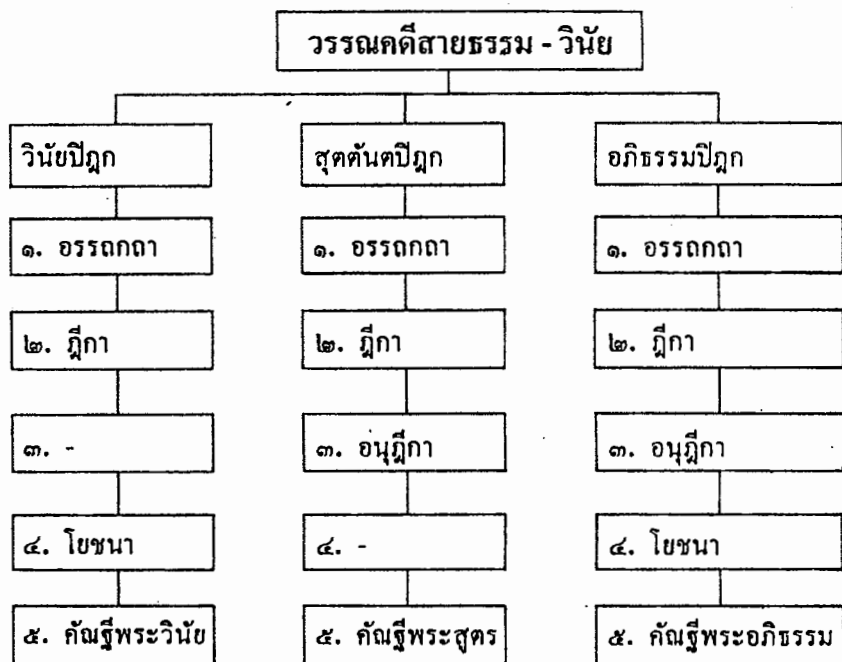 วรรณคดีสายธรรม - วินัย
วินัยปิฎก
สุตตันตปิฎก
อภิธรรมปิฎก
๑. อรรถกถา
๑. อรรถกถา
๑. อรรถกถา
๒. ฎีกา
๒. ฎีกา
๒. ฎีกา
๓. -
๓. อนุฎีกา
๓. อนุฎีกา
๔. โยชนา
๔. -
๔. โยชนา
๕. คัณฐีพระวินัย
๕. คัณฐีพระสูตร
๕. คัณฐีพระอภิธรรม